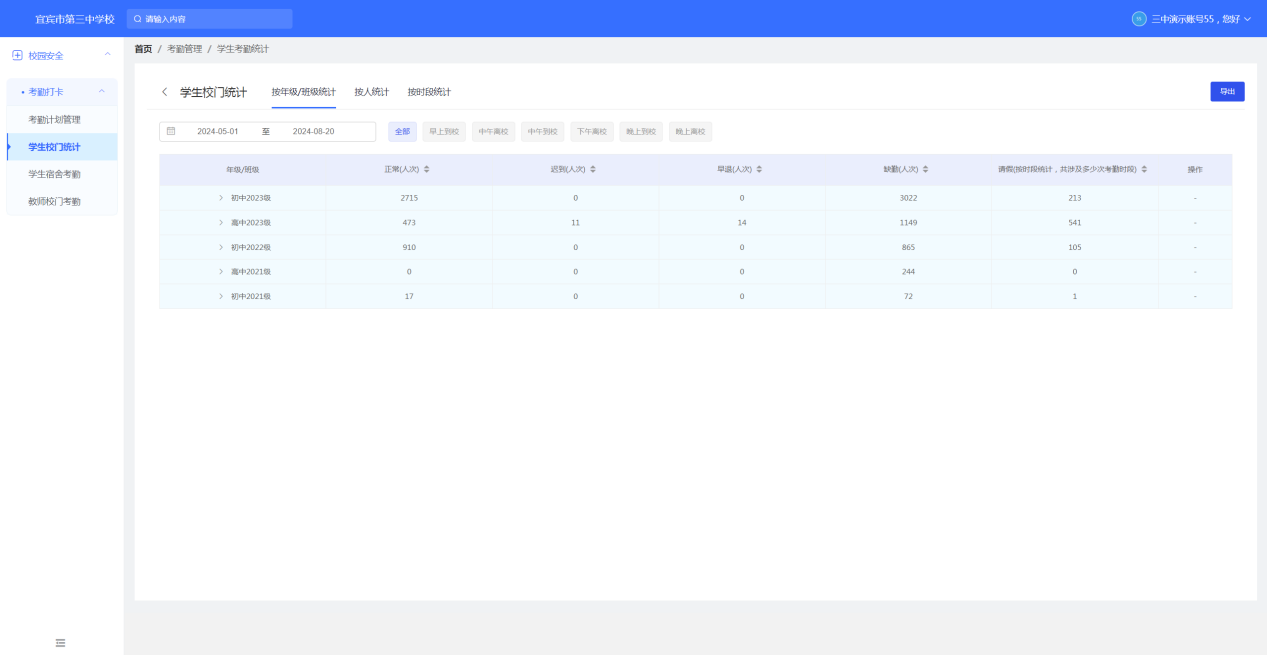 宜宾市第三中学校 请输入内容 55 三中演示账号55，您好
校园安全
考勤打卡
考勤计划管理
学生校门统计
学生宿舍考勤
教师校门考勤
首页 / 考勤管理 / 学生考勤统计
学生校门统计 按年级/班级统计 按人统计 按时段统计 导出
2024-05-01 至 2024-08-20 全部 早上到校 中午离校 中午到校 下午离校 晚上到校 晚上离校
年级/班级 正常(人次) 迟到(人次) 早退(人次) 缺勤(人次) 请假(按时段统计，共涉及多少次考勤时段) 操作
初中2023级 2715 0 0 3022 213 -
高中2023级 473 11 14 1149 541 -
初中2022级 910 0 0 865 105 -
高中2021级 0 0 0 244 0 -
初中2021级 17 0 0 72 1 -